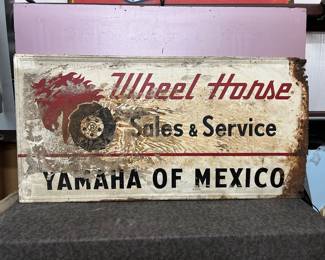 Wheel Horse
Sales & Service
YAMAHA OF MEXICO